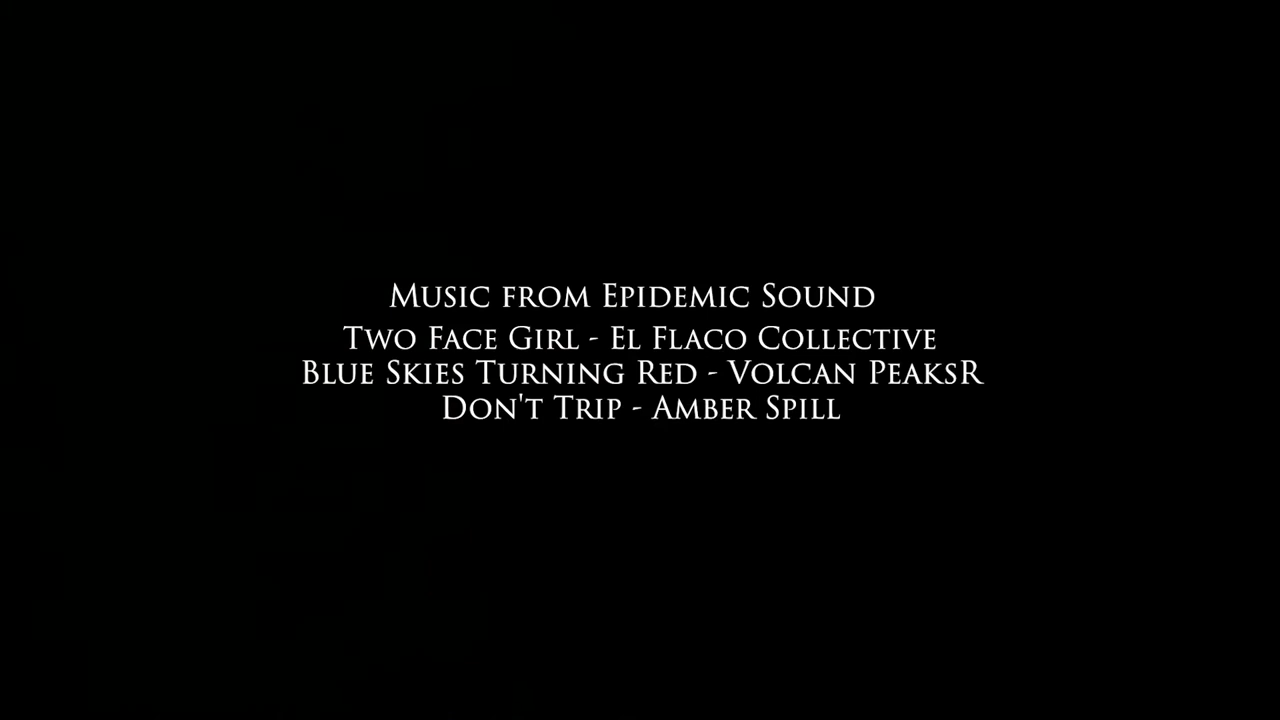 Music from Epidemic Sound
Two Face Girl - El Flaco Collective
Blue Skies Turning Red - Volcan PeaksR
Don't Trip - Amber Spill